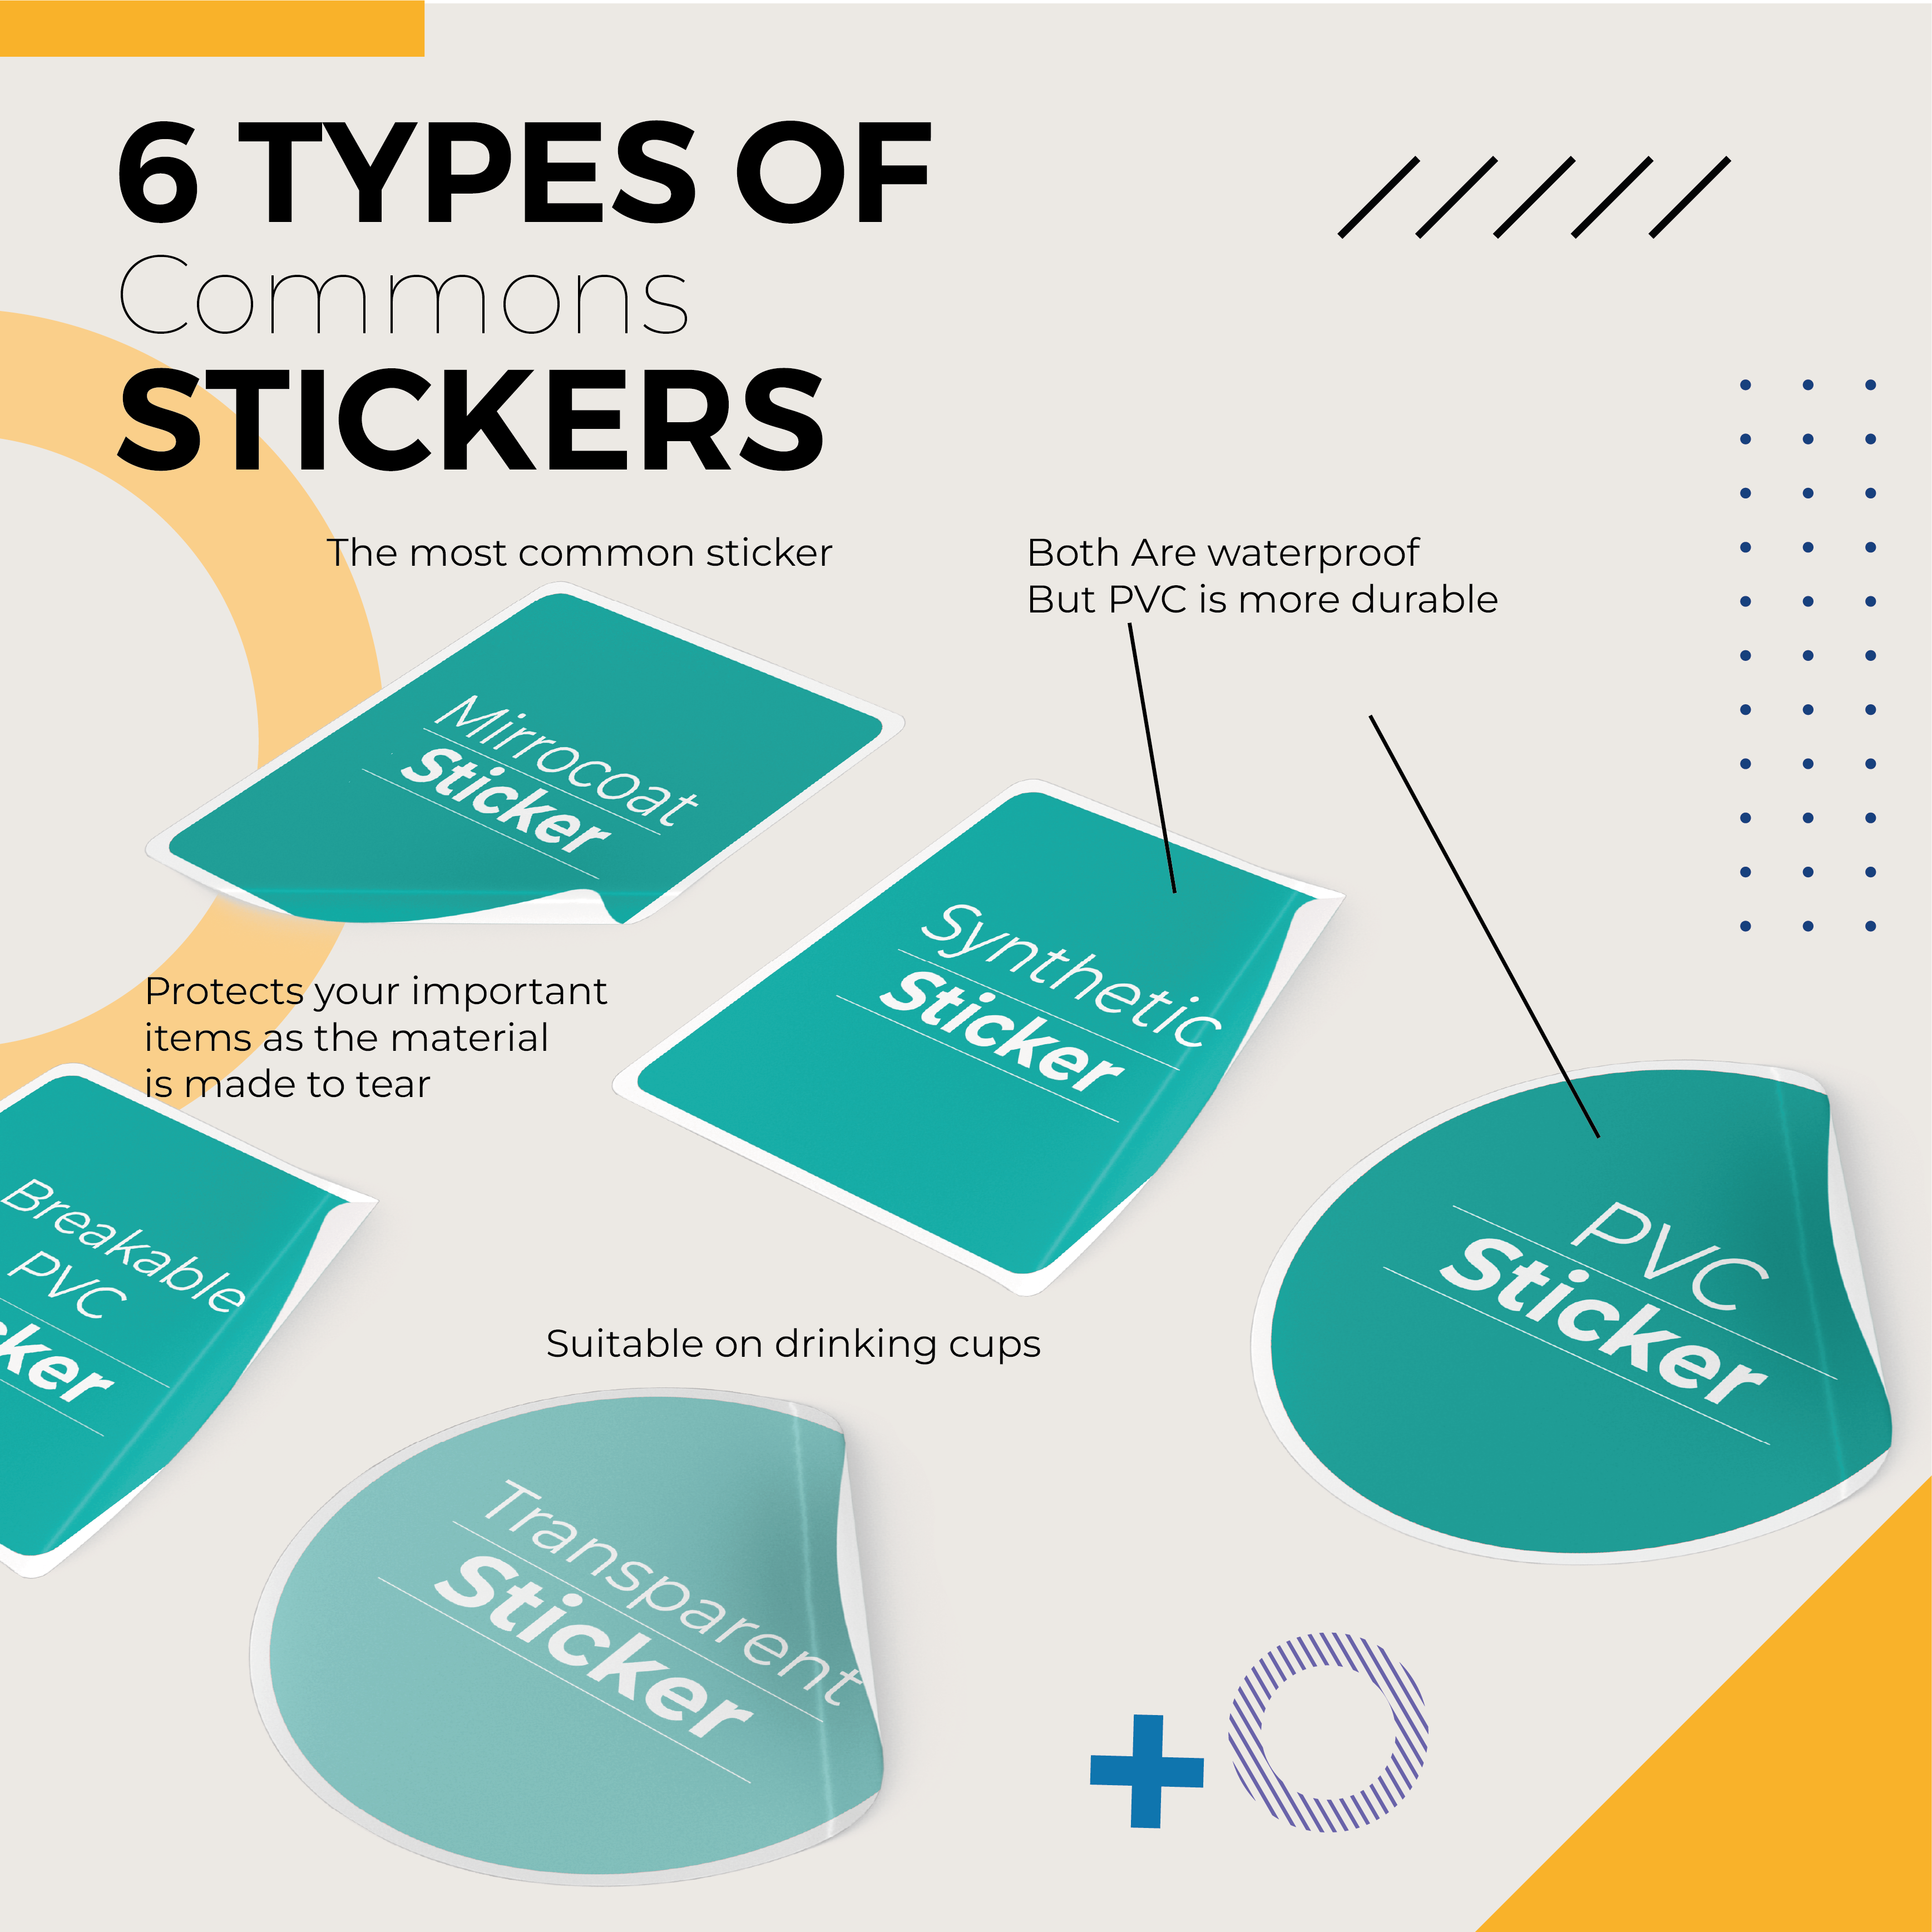 6 TYPES OF
Commons
STICKERS
The most common sticker
Both Are waterproof
But PVC is more durable
Mirrocoat
Sticker
Synthetic
Sticker
Protects your important
items as the material
is made to tear
Breakable
PVC
cker
PVC
Sticker
Suitable on drinking cups
Transparent
Sticker